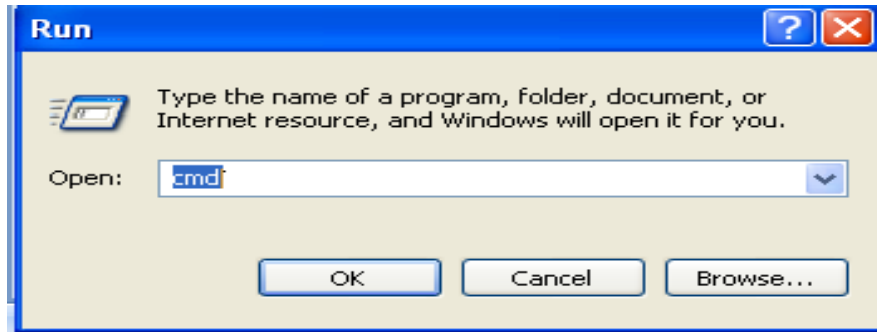 Run
Type the name of a program, folder, document, or
Internet resource, and Windows will open it for you.
Open: cmd
OK Cancel Browse...